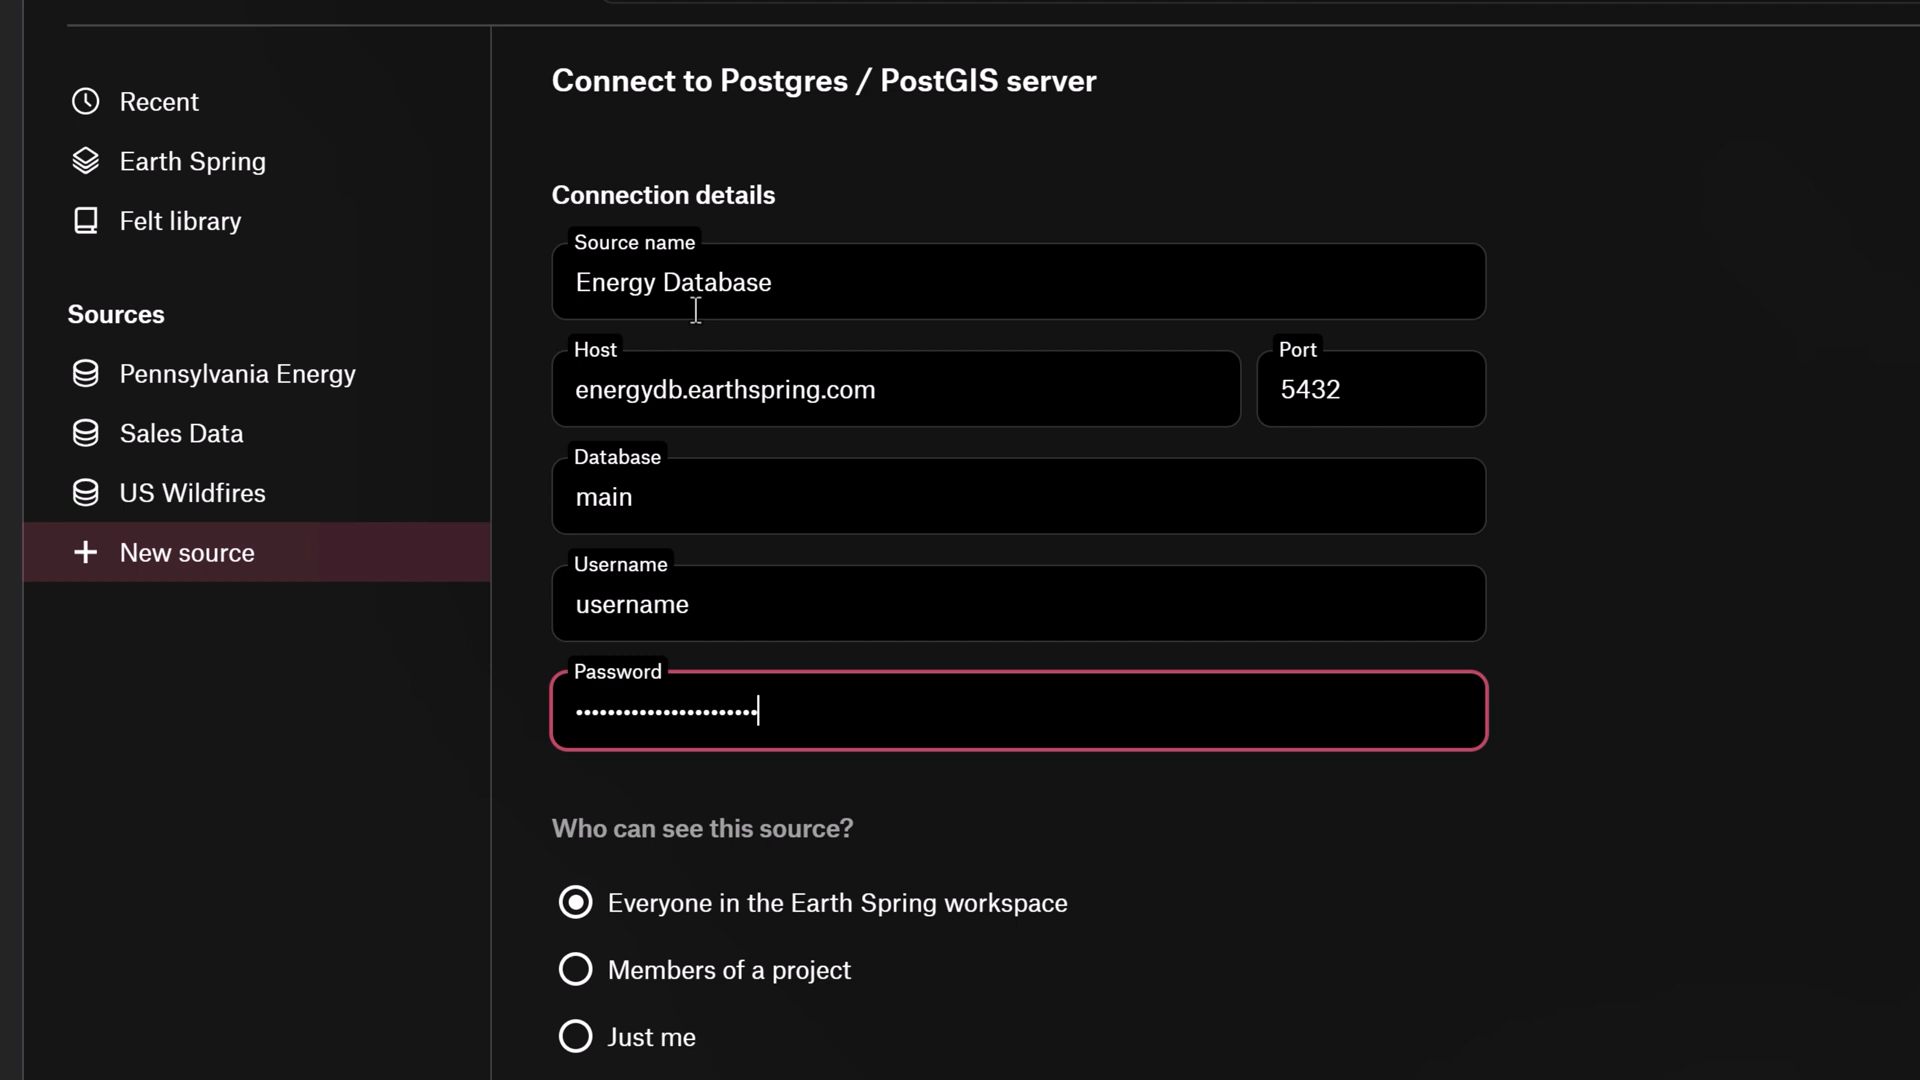 Recent
Earth Spring
Felt library
Sources
Pennsylvania Energy
Sales Data
US Wildfires
New source
Connect to Postgres / PostGIS server
Connection details
Source name
Energy Database
Host
energydb.earthspring.com
Port
5432
Database
main
Username
username
Password
•••••••••••••••••••••••
Who can see this source?
Everyone in the Earth Spring workspace
Members of a project
Just me